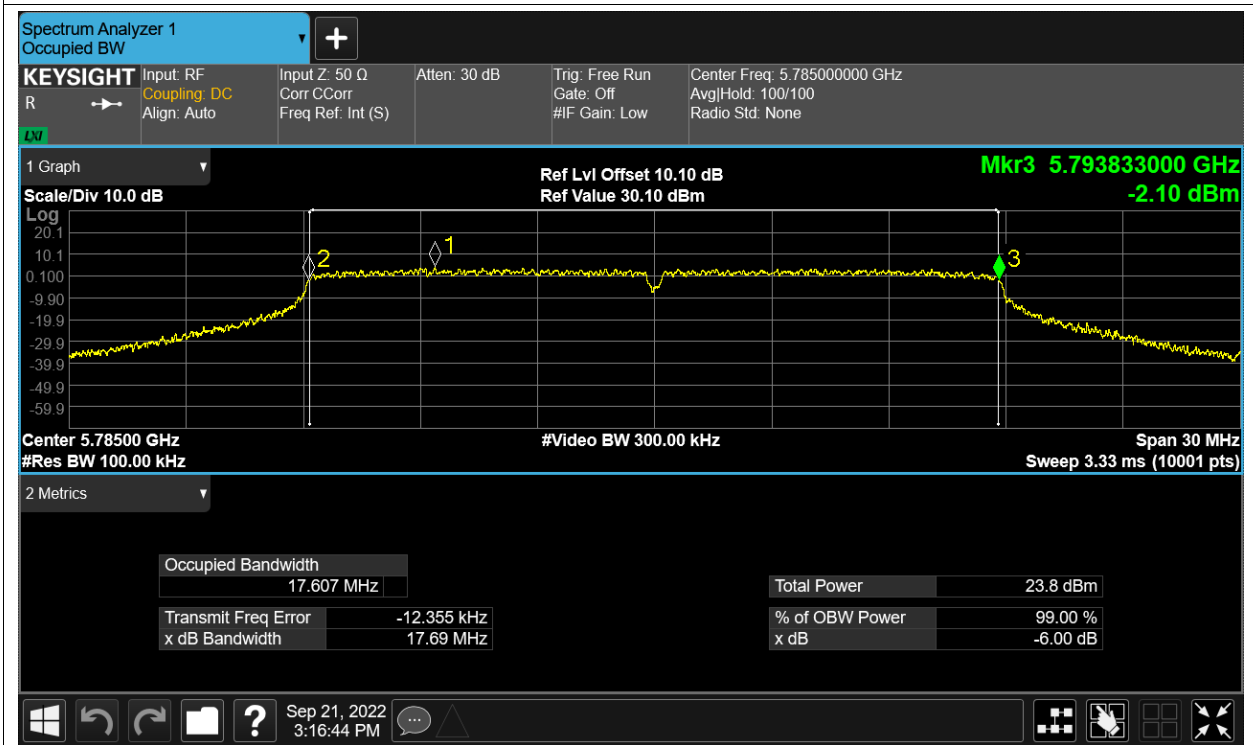 Spectrum Analyzer 1
Occupied BW
+
KEYSIGHT Input: RF Input Z: 50 Ω Atten: 30 dB Trig: Free Run Center Freq: 5.785000000 GHz
R Coupling: DC Corr CCorr Gate: Off Avg|Hold: 100/100
Align: Auto Freq Ref: Int (S) #IF Gain: Low Radio Std: None
LXI
1 Graph
Ref Lvl Offset 10.10 dB Mkr3 5.793833000 GHz
Scale/Div 10.0 dB Ref Value 30.10 dBm -2.10 dBm
Log
20.1
10.1
0.100
-9.90
-19.9
-29.9
-39.9
-49.9
-59.9
2 1 3
Center 5.78500 GHz #Video BW 300.00 kHz Span 30 MHz
#Res BW 100.00 kHz Sweep 3.33 ms (10001 pts)
2 Metrics
Occupied Bandwidth
17.607 MHz Total Power 23.8 dBm
Transmit Freq Error -12.355 kHz % of OBW Power 99.00 %
x dB Bandwidth 17.69 MHz x dB -6.00 dB
? Sep 21, 2022
3:16:44 PM